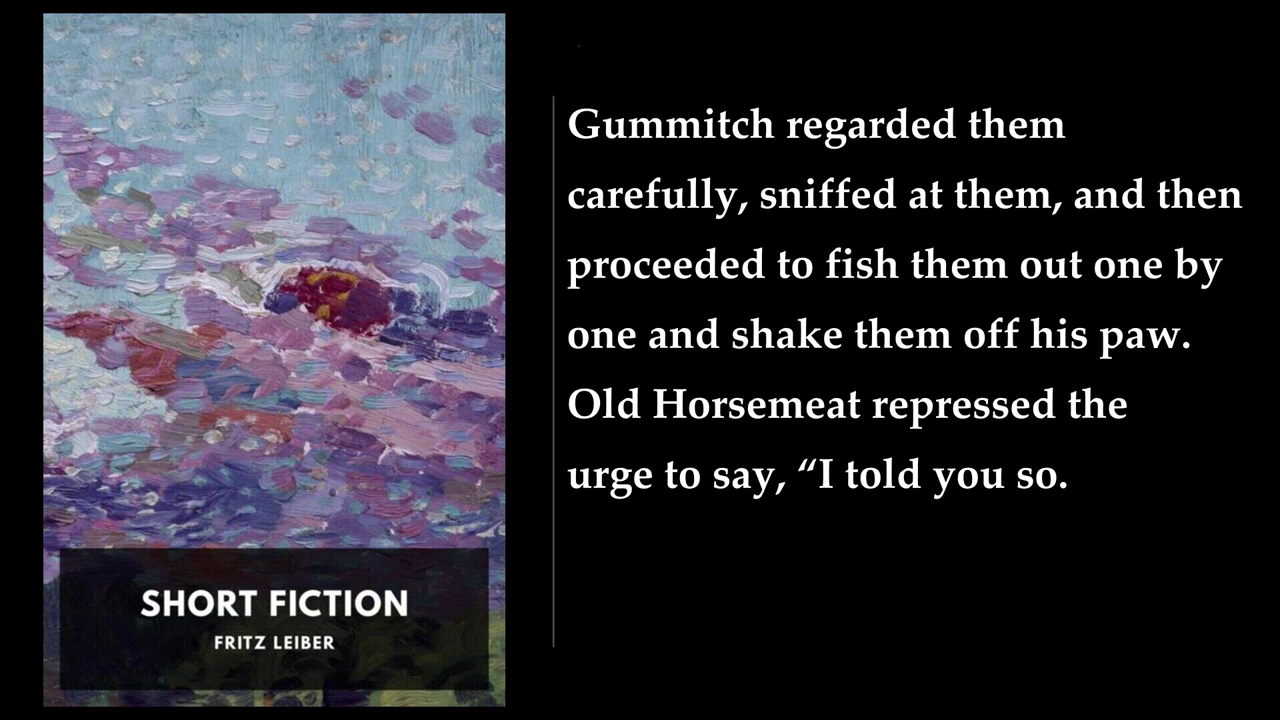 SHORT FICTION
FRITZ LEIBER
Gummitch regarded them
carefully, sniffed at them, and then
proceeded to fish them out one by
one and shake them off his paw.
Old Horsemeat repressed the
urge to say, “I told you so.